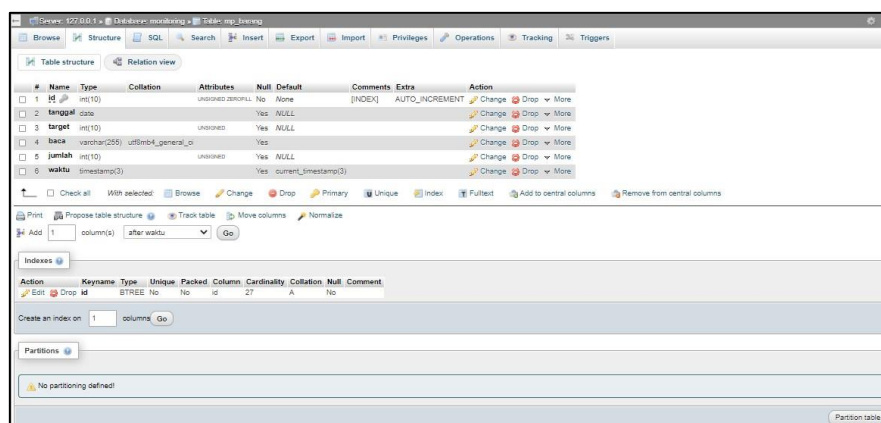 Server: 127.0.0.1 » Database: monitoring » Table: mp_bareng
Browse Structure SQL Search Insert Export Import Privileges Operations Tracking Triggers
Table structure Relation view
# Name Type Collation Attributes Null Default Comments Extra Action
1 id int(10) UNSIGNED ZEROFILL No None [INDEX] AUTO_INCREMENT Change Drop More
2 tanggal date Yes NULL Change Drop More
3 target int(10) UNSIGNED Yes NULL Change Drop More
4 baca varchar(255) utf8mb4_general_ci Yes Change Drop More
5 jumlah int(10) UNSIGNED Yes NULL Change Drop More
6 waktu timestamp(3) Yes current_timestamp(3) Change Drop More
Check all With selected: Browse Change Drop Primary Unique Index Fulltext Add to central columns Remove from central columns
Print Propose table structure Track table Move columns Normalize
Add 1 column(s) after waktu Go
Indexes
Action Keyname Type Unique Packed Column Cardinality Collation Null Comment
Edit Drop id BTREE No No id 27 A No
Create an index on 1 columns Go
Partitions
No partitioning defined!
Partition table